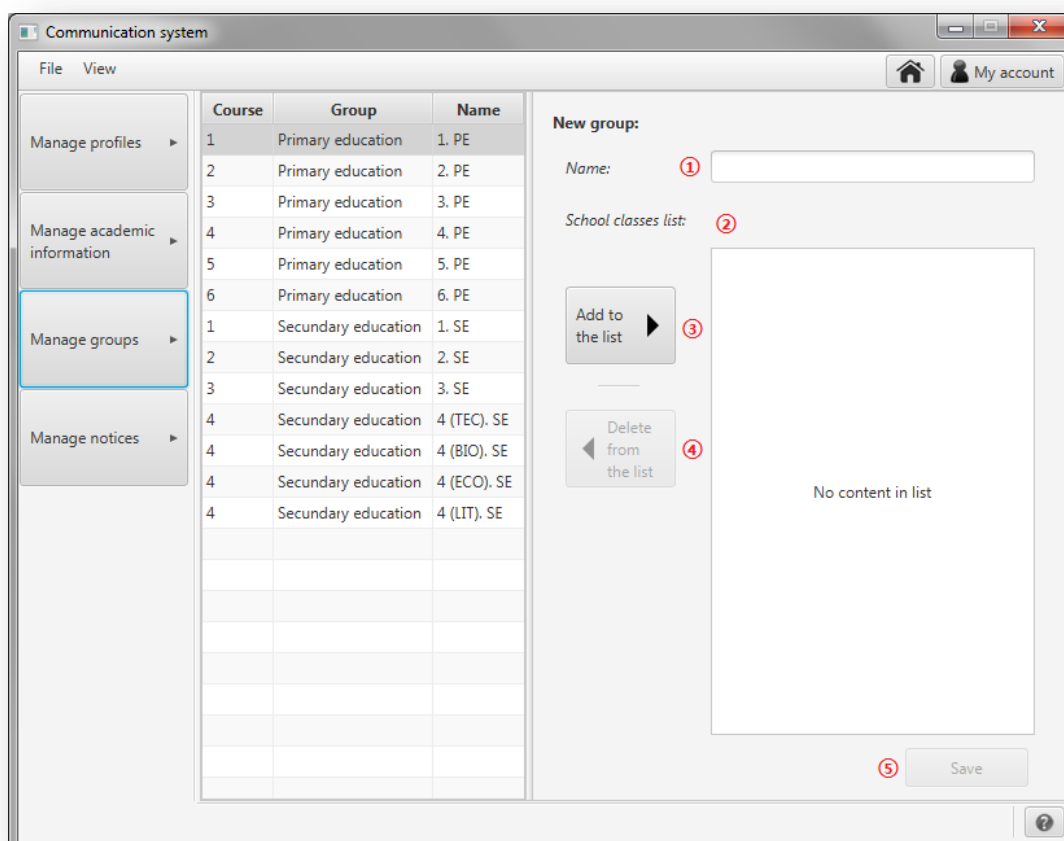 Communication system
File View
My account
Manage profiles
Manage academic
information
Manage groups
Manage notices
Course Group Name
1 Primary education 1. PE
2 Primary education 2. PE
3 Primary education 3. PE
4 Primary education 4. PE
5 Primary education 5. PE
6 Primary education 6. PE
1 Secundary education 1. SE
2 Secundary education 2. SE
3 Secundary education 3. SE
4 Secundary education 4 (TEC). SE
4 Secundary education 4 (BIO). SE
4 Secundary education 4 (ECO). SE
4 Secundary education 4 (LIT). SE
New group:
Name: ①
School classes list: ②
Add to
the list
③
Delete
from
the list
④
No content in list
⑤ Save
?